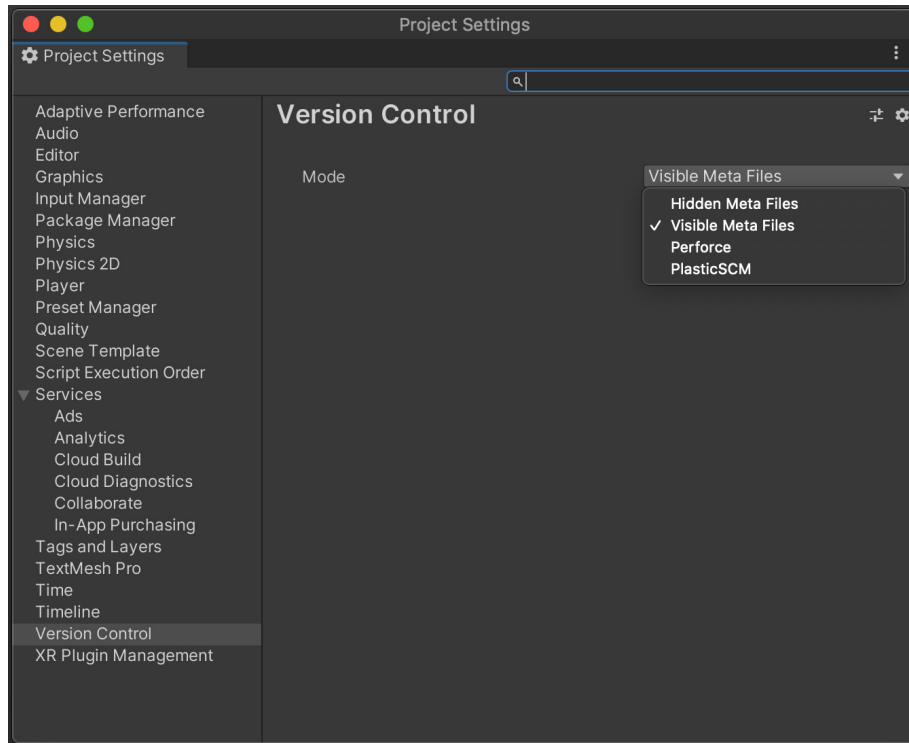 Project Settings
Project Settings
Adaptive Performance
Audio
Editor
Graphics
Input Manager
Package Manager
Physics
Physics 2D
Player
Preset Manager
Quality
Scene Template
Script Execution Order
Services
Ads
Analytics
Cloud Build
Cloud Diagnostics
Collaborate
In-App Purchasing
Tags and Layers
TextMesh Pro
Time
Timeline
Version Control
XR Plugin Management
Version Control
Mode
Visible Meta Files
Hidden Meta Files
Visible Meta Files
Perforce
PlasticSCM